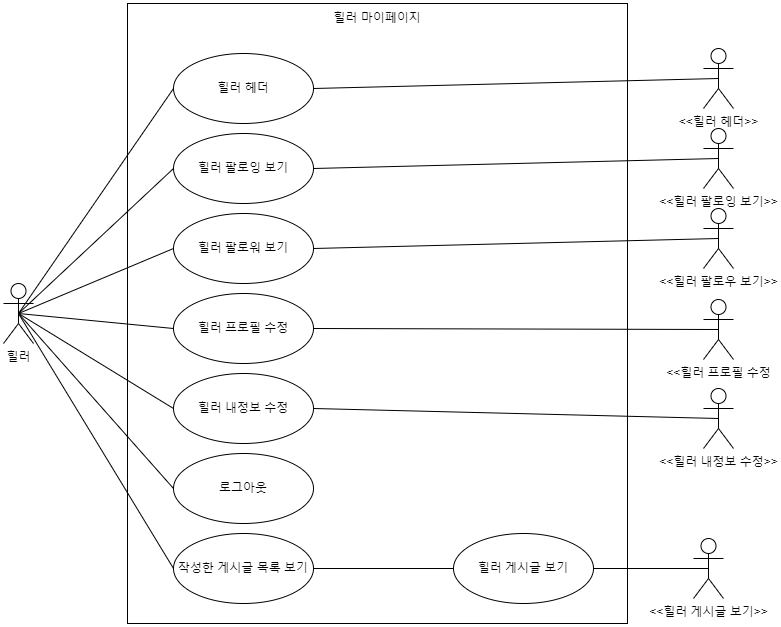 힐러 마이페이지
힐러 헤더
<<힐러 헤더>>
힐러 팔로잉 보기
<<힐러 팔로잉 보기>>
힐러 팔로워 보기
<<힐러 팔로우 보기>>
힐러
힐러 프로필 수정
<<힐러 프로필 수정
힐러 내정보 수정
<<힐러 내정보 수정>>
로그아웃
작성한 게시글 목록 보기
힐러 게시글 보기
<<힐러 게시글 보기>>